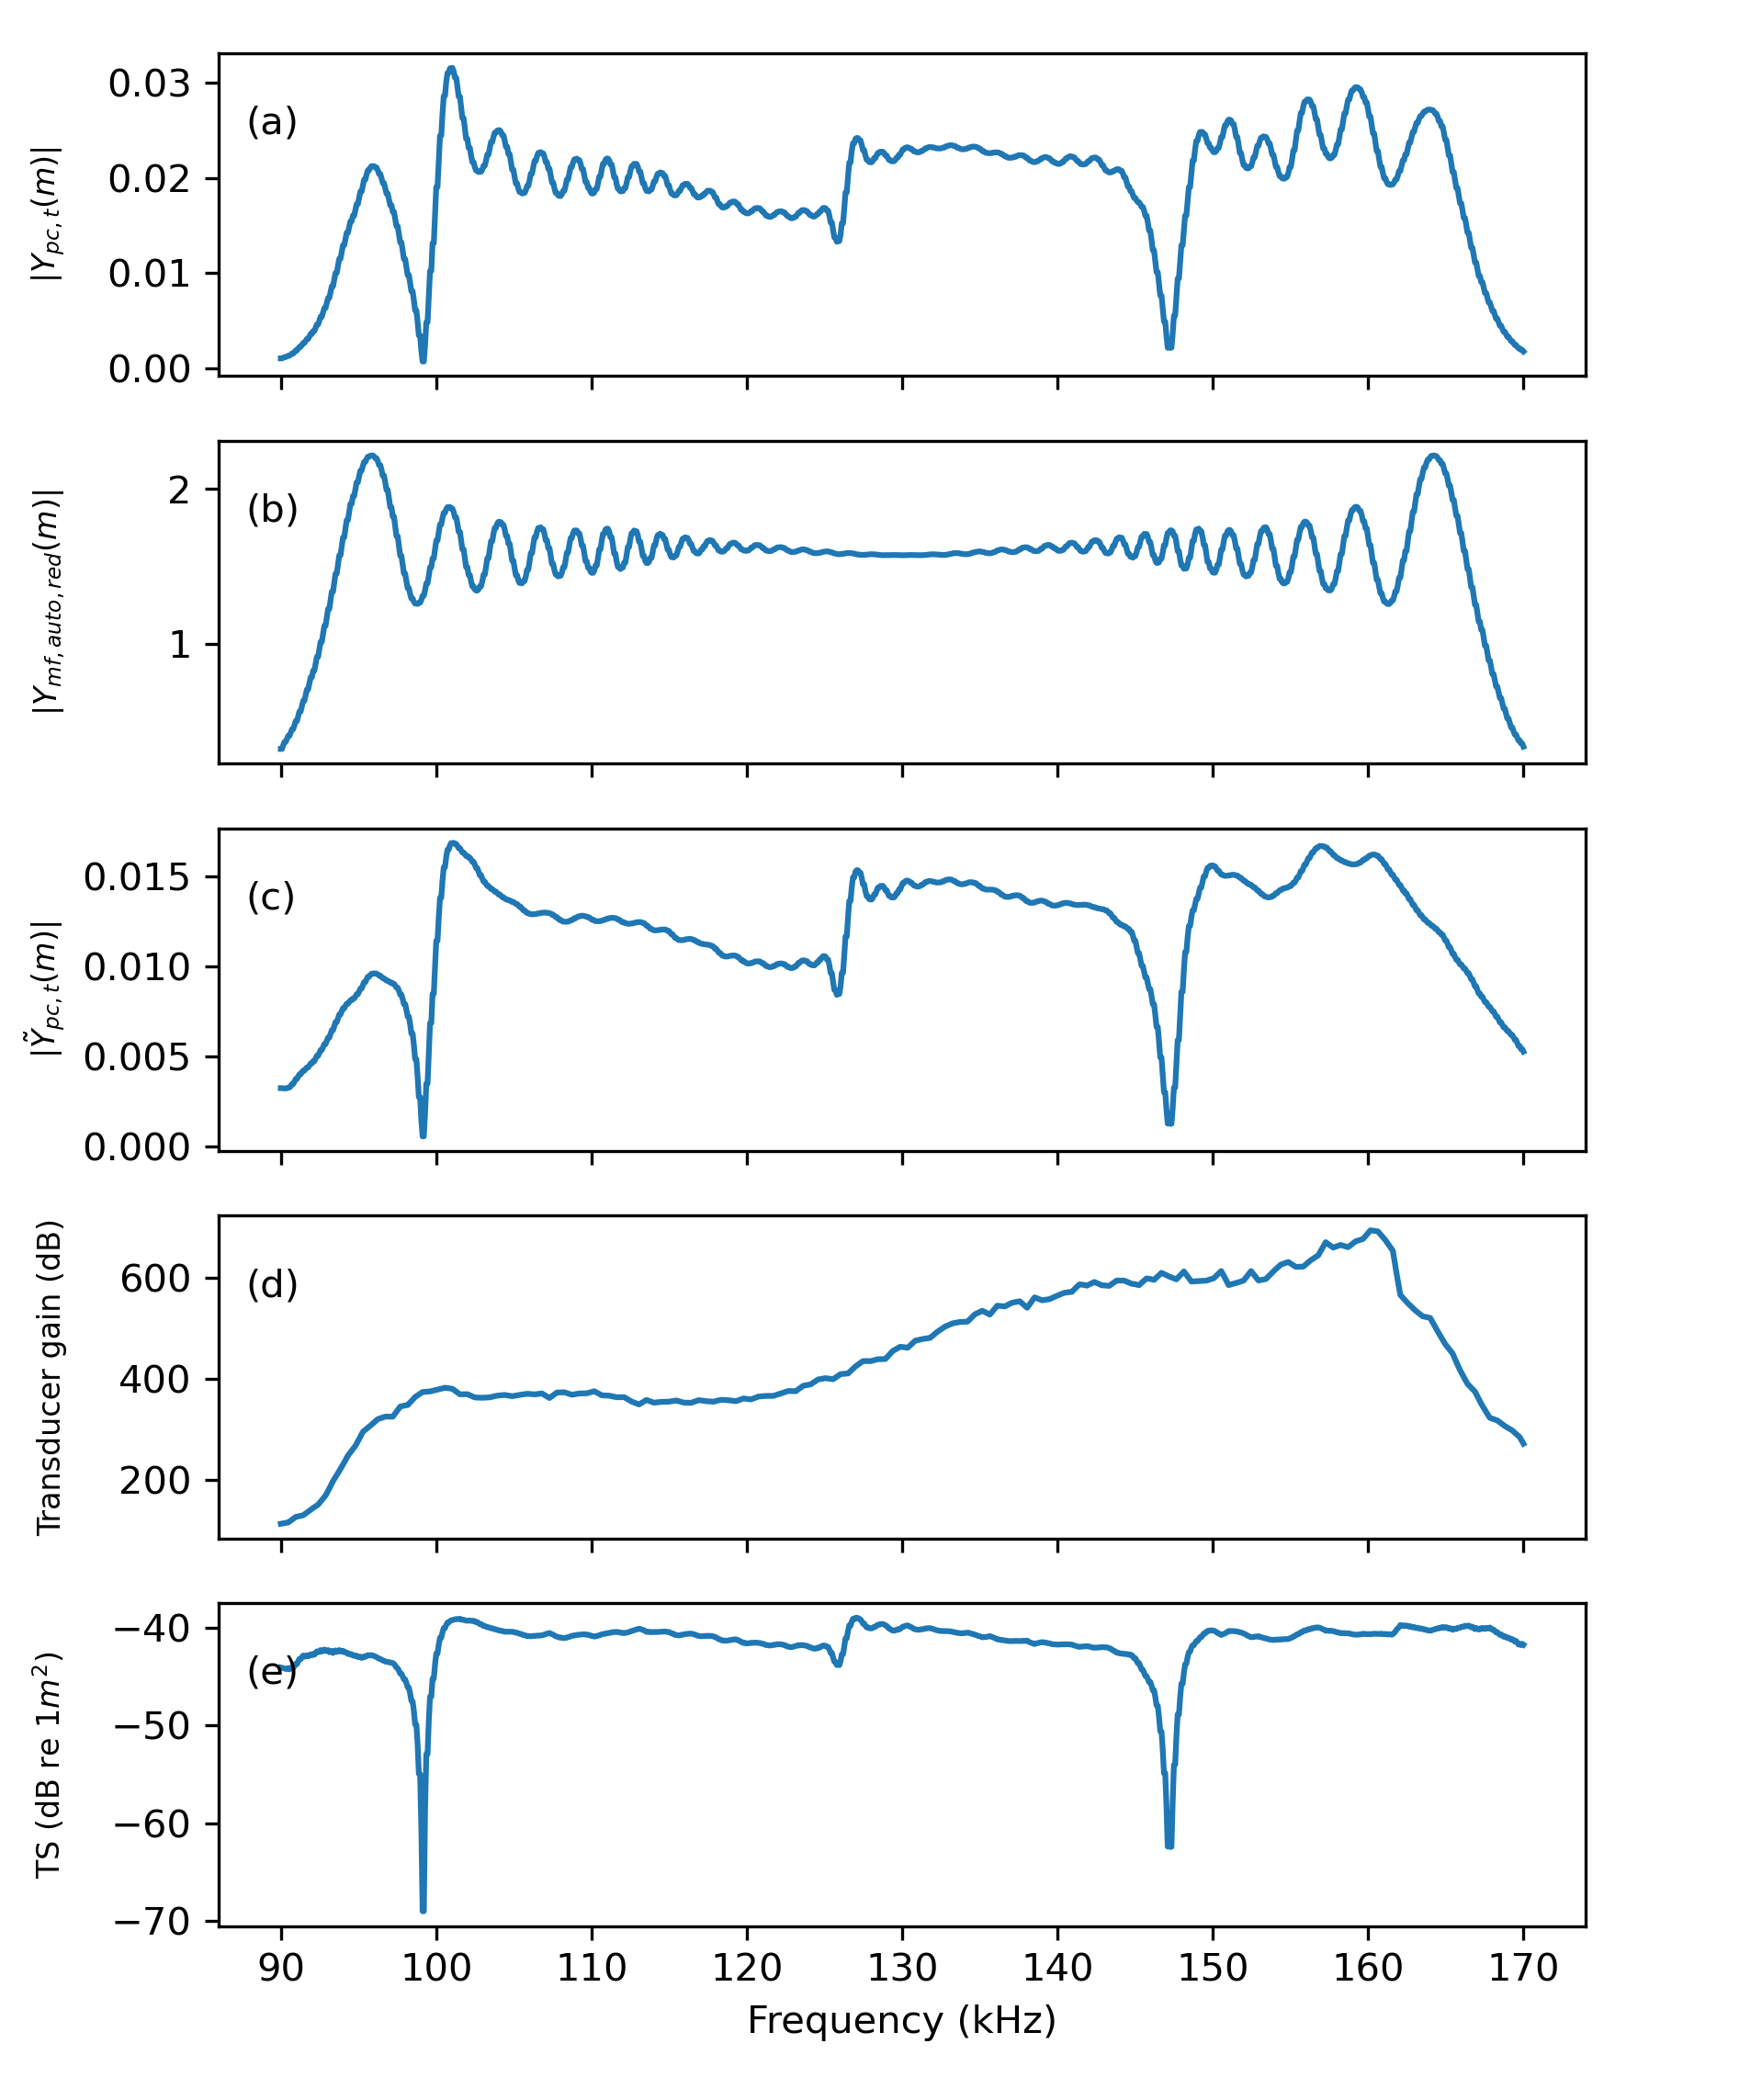 (a)
|Y_{pc,t}(m)|
0.03
0.02
0.01
0.00
(b)
|Y_{mf,auto,red}(m)|
2
1
(c)
|Ỹ_{pc,t}(m)|
0.015
0.010
0.005
0.000
(d)
Transducer gain (dB)
600
400
200
(e)
TS (dB re 1m²)
−40
−50
−60
−70
90 100 110 120 130 140 150 160 170
Frequency (kHz)